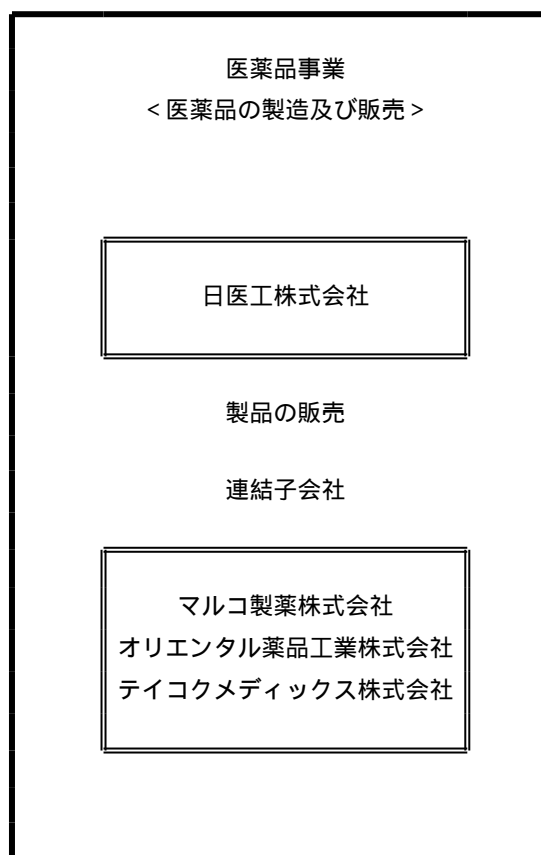 医薬品事業
<医薬品の製造及び販売>
日医工株式会社
製品の販売
連結子会社
マルコ製薬株式会社
オリエンタル薬品工業株式会社
テイコクメディックス株式会社